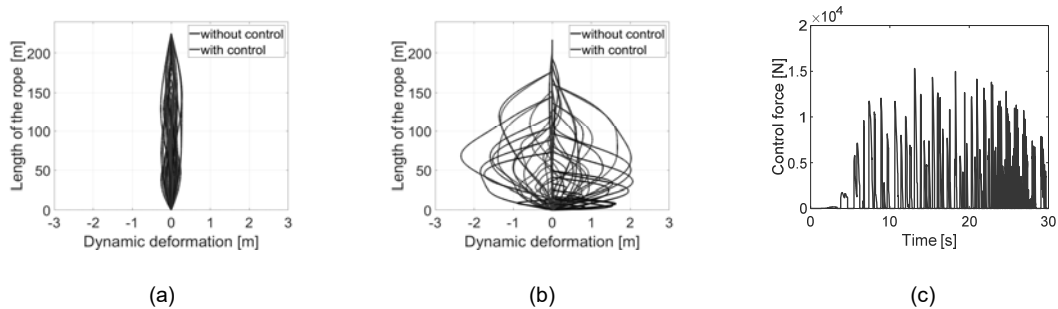 without control
with control
Length of the rope [m]
200
150
100
50
0
-3 -2 -1 0 1 2 3
Dynamic deformation [m]
(a)
without control
with control
Length of the rope [m]
200
150
100
50
0
-3 -2 -1 0 1 2 3
Dynamic deformation [m]
(b)
2 ×10⁴
Control force [N]
1.5
1.0
0.5
0
0 10 20 30
Time [s]
(c)